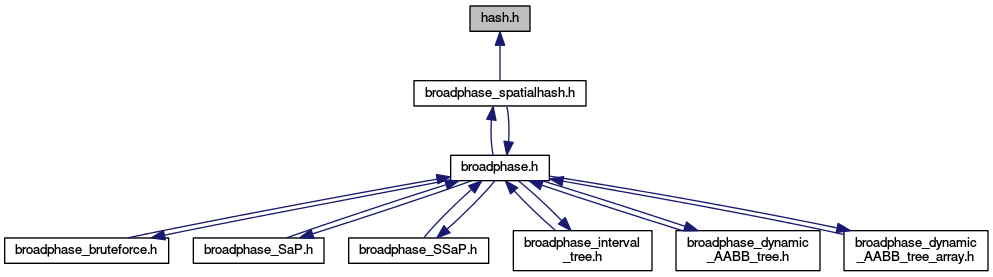 hash.h
broadphase_spatialhash.h
broadphase.h
broadphase_bruteforce.h
broadphase_SaP.h
broadphase_SSaP.h
broadphase_interval
_tree.h
broadphase_dynamic
_AABB_tree.h
broadphase_dynamic
_AABB_tree_array.h